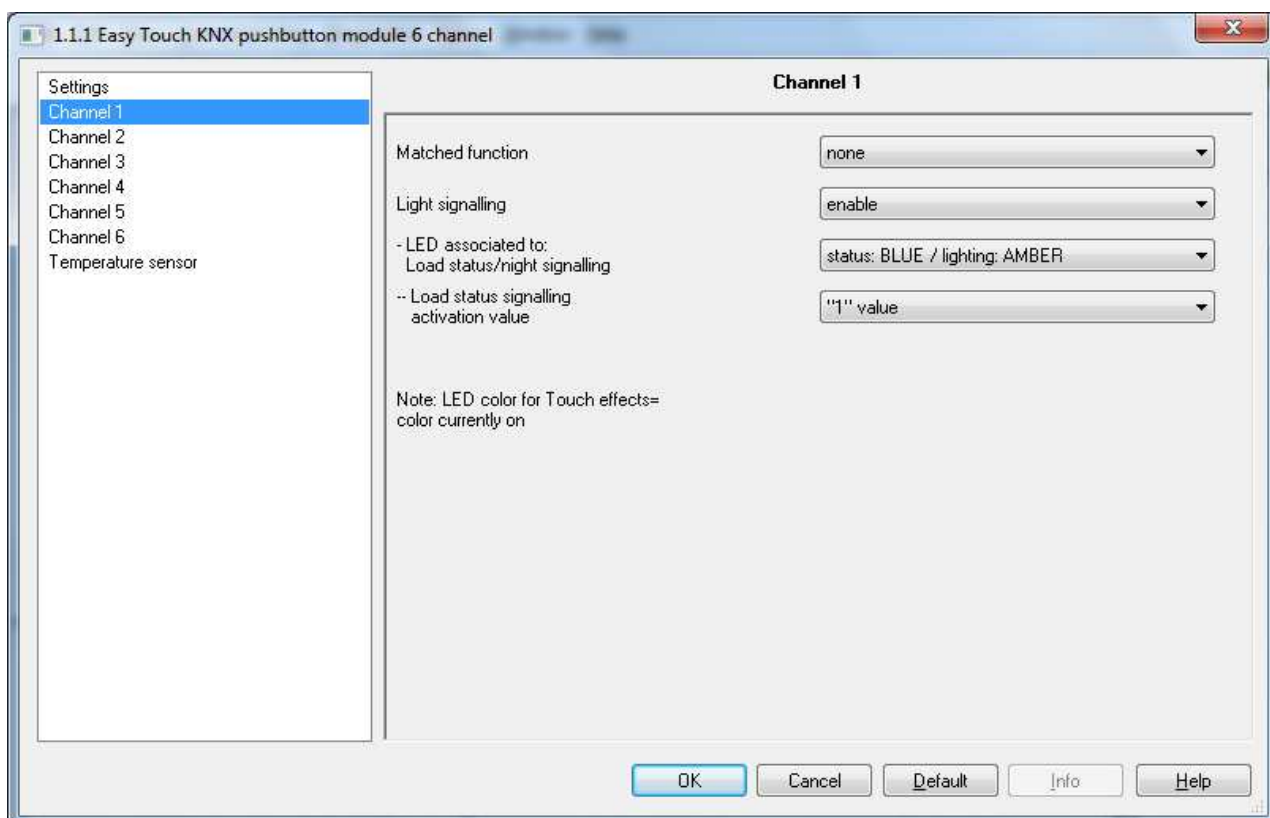 1.1.1 Easy Touch KNX pushbutton module 6 channel
Settings
Channel 1
Channel 2
Channel 3
Channel 4
Channel 5
Channel 6
Temperature sensor
Channel 1
Matched function
none
Light signalling
enable
- LED associated to:
Load status/night signalling
status: BLUE / lighting: AMBER
-- Load status signalling
activation value
"1" value
Note: LED color for Touch effects=
color currently on
OK
Cancel
Default
Info
Help